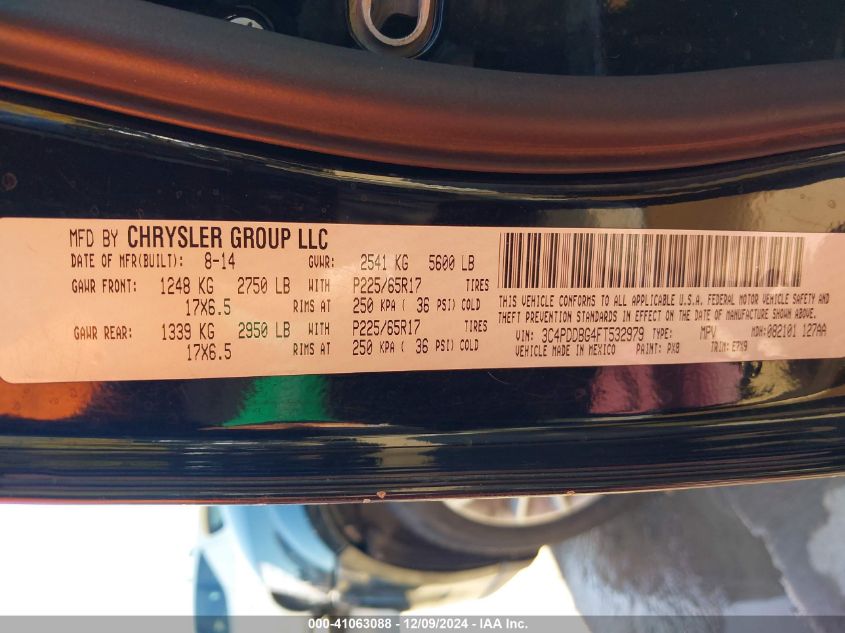 MFD BY CHRYSLER GROUP LLC
DATE OF MFR(BUILT): 8-14 GVWR: 2541 KG 5600 LB
GAWR FRONT: 1248 KG 2750 LB WITH P225/65R17 TIRES
17X6.5 RIMS AT 250 KPA ( 36 PSI) COLD
GAWR REAR: 1339 KG 2950 LB WITH P225/65R17 TIRES
17X6.5 RIMS AT 250 KPA ( 36 PSI) COLD
THIS VEHICLE CONFORMS TO ALL APPLICABLE U.S.A. FEDERAL MOTOR VEHICLE SAFETY AND
THEFT PREVENTION STANDARDS IN EFFECT ON THE DATE OF MANUFACTURE SHOWN ABOVE.
VIN: 3C4PDDBG4FT532979 TYPE: MPV MDH: 082101 127AA
VEHICLE MADE IN MEXICO PAINT: PX8 TRIM: E7X9
000-41063088 - 12/09/2024 - IAA Inc.